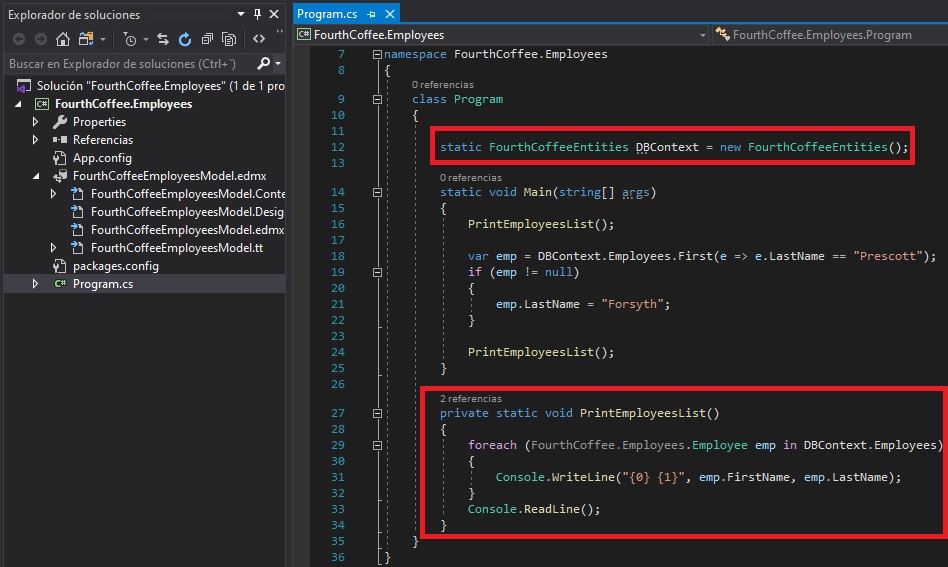 Explorador de soluciones
Buscar en Explorador de soluciones (Ctrl+`)
Solución "FourthCoffee.Employees" (1 de 1 pro
C# FourthCoffee.Employees
Properties
Referencias
App.config
FourthCoffeeEmployeesModel.edmx
FourthCoffeeEmployeesModel.Conte
FourthCoffeeEmployeesModel.Desig
FourthCoffeeEmployeesModel.edmx
FourthCoffeeEmployeesModel.tt
packages.config
C# Program.cs
Program.cs
C# FourthCoffee.Employees
FourthCoffee.Employees.Program
7 namespace FourthCoffee.Employees
8 {
0 referencias
9 class Program
10 {
11
12 static FourthCoffeeEntities DBContext = new FourthCoffeeEntities();
13
0 referencias
14 static void Main(string[] args)
15 {
16 PrintEmployeesList();
17
18 var emp = DBContext.Employees.First(e => e.LastName == "Prescott");
19 if (emp != null)
20 {
21 emp.LastName = "Forsyth";
22 }
23
24 PrintEmployeesList();
25 }
26
2 referencias
27 private static void PrintEmployeesList()
28 {
29 foreach (FourthCoffee.Employees.Employee emp in DBContext.Employees)
30 {
31 Console.WriteLine("{0} {1}", emp.FirstName, emp.LastName);
32 }
33 Console.ReadLine();
34 }
35 }
36 }